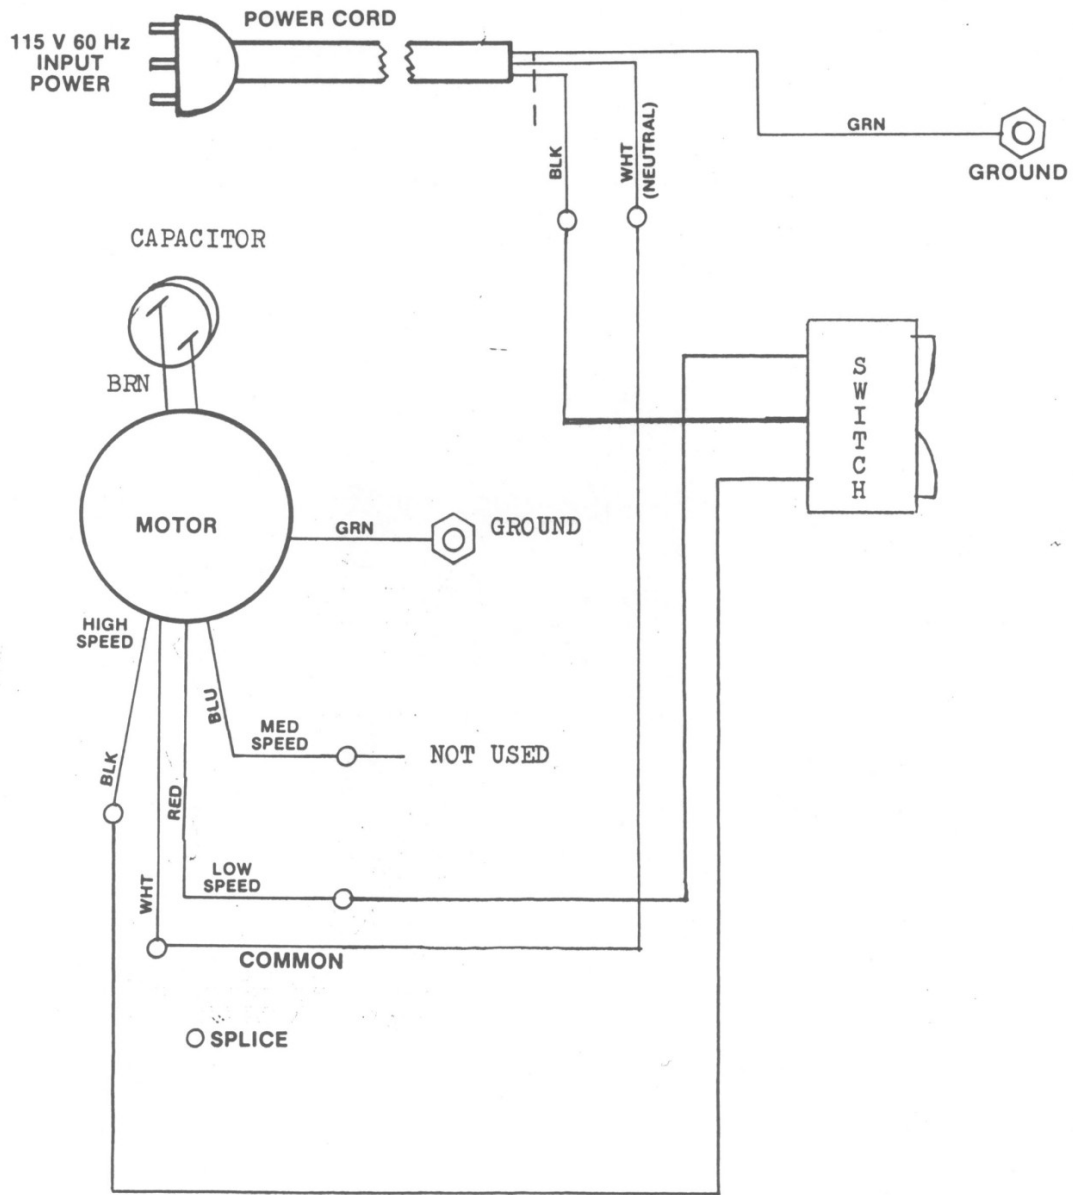 POWER CORD
115 V 60 Hz
INPUT
POWER
BLK
WHT
(NEUTRAL)
GRN
GROUND
CAPACITOR
BRN
SWITCH
MOTOR
GRN
GROUND
HIGH
SPEED
BLU
MED
SPEED
NOT USED
BLK
RED
LOW
SPEED
WHT
COMMON
SPLICE